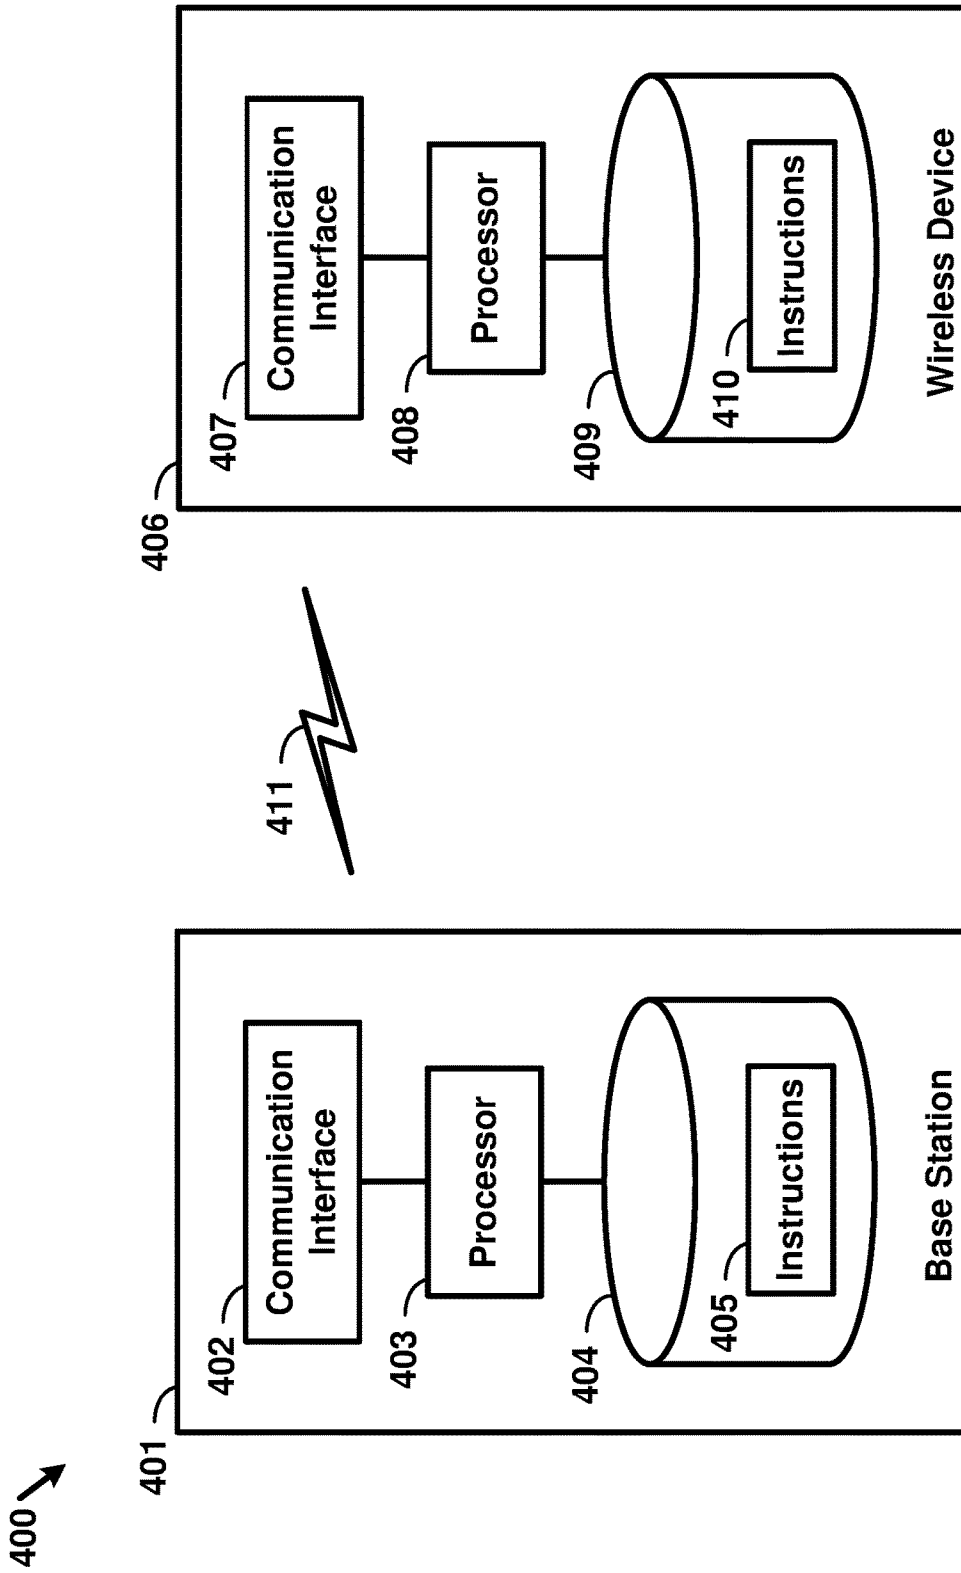 400
401
402
Communication
Interface
403
Processor
404
405
Instructions
Base Station
411
406
407
Communication
Interface
408
Processor
409
410
Instructions
Wireless Device